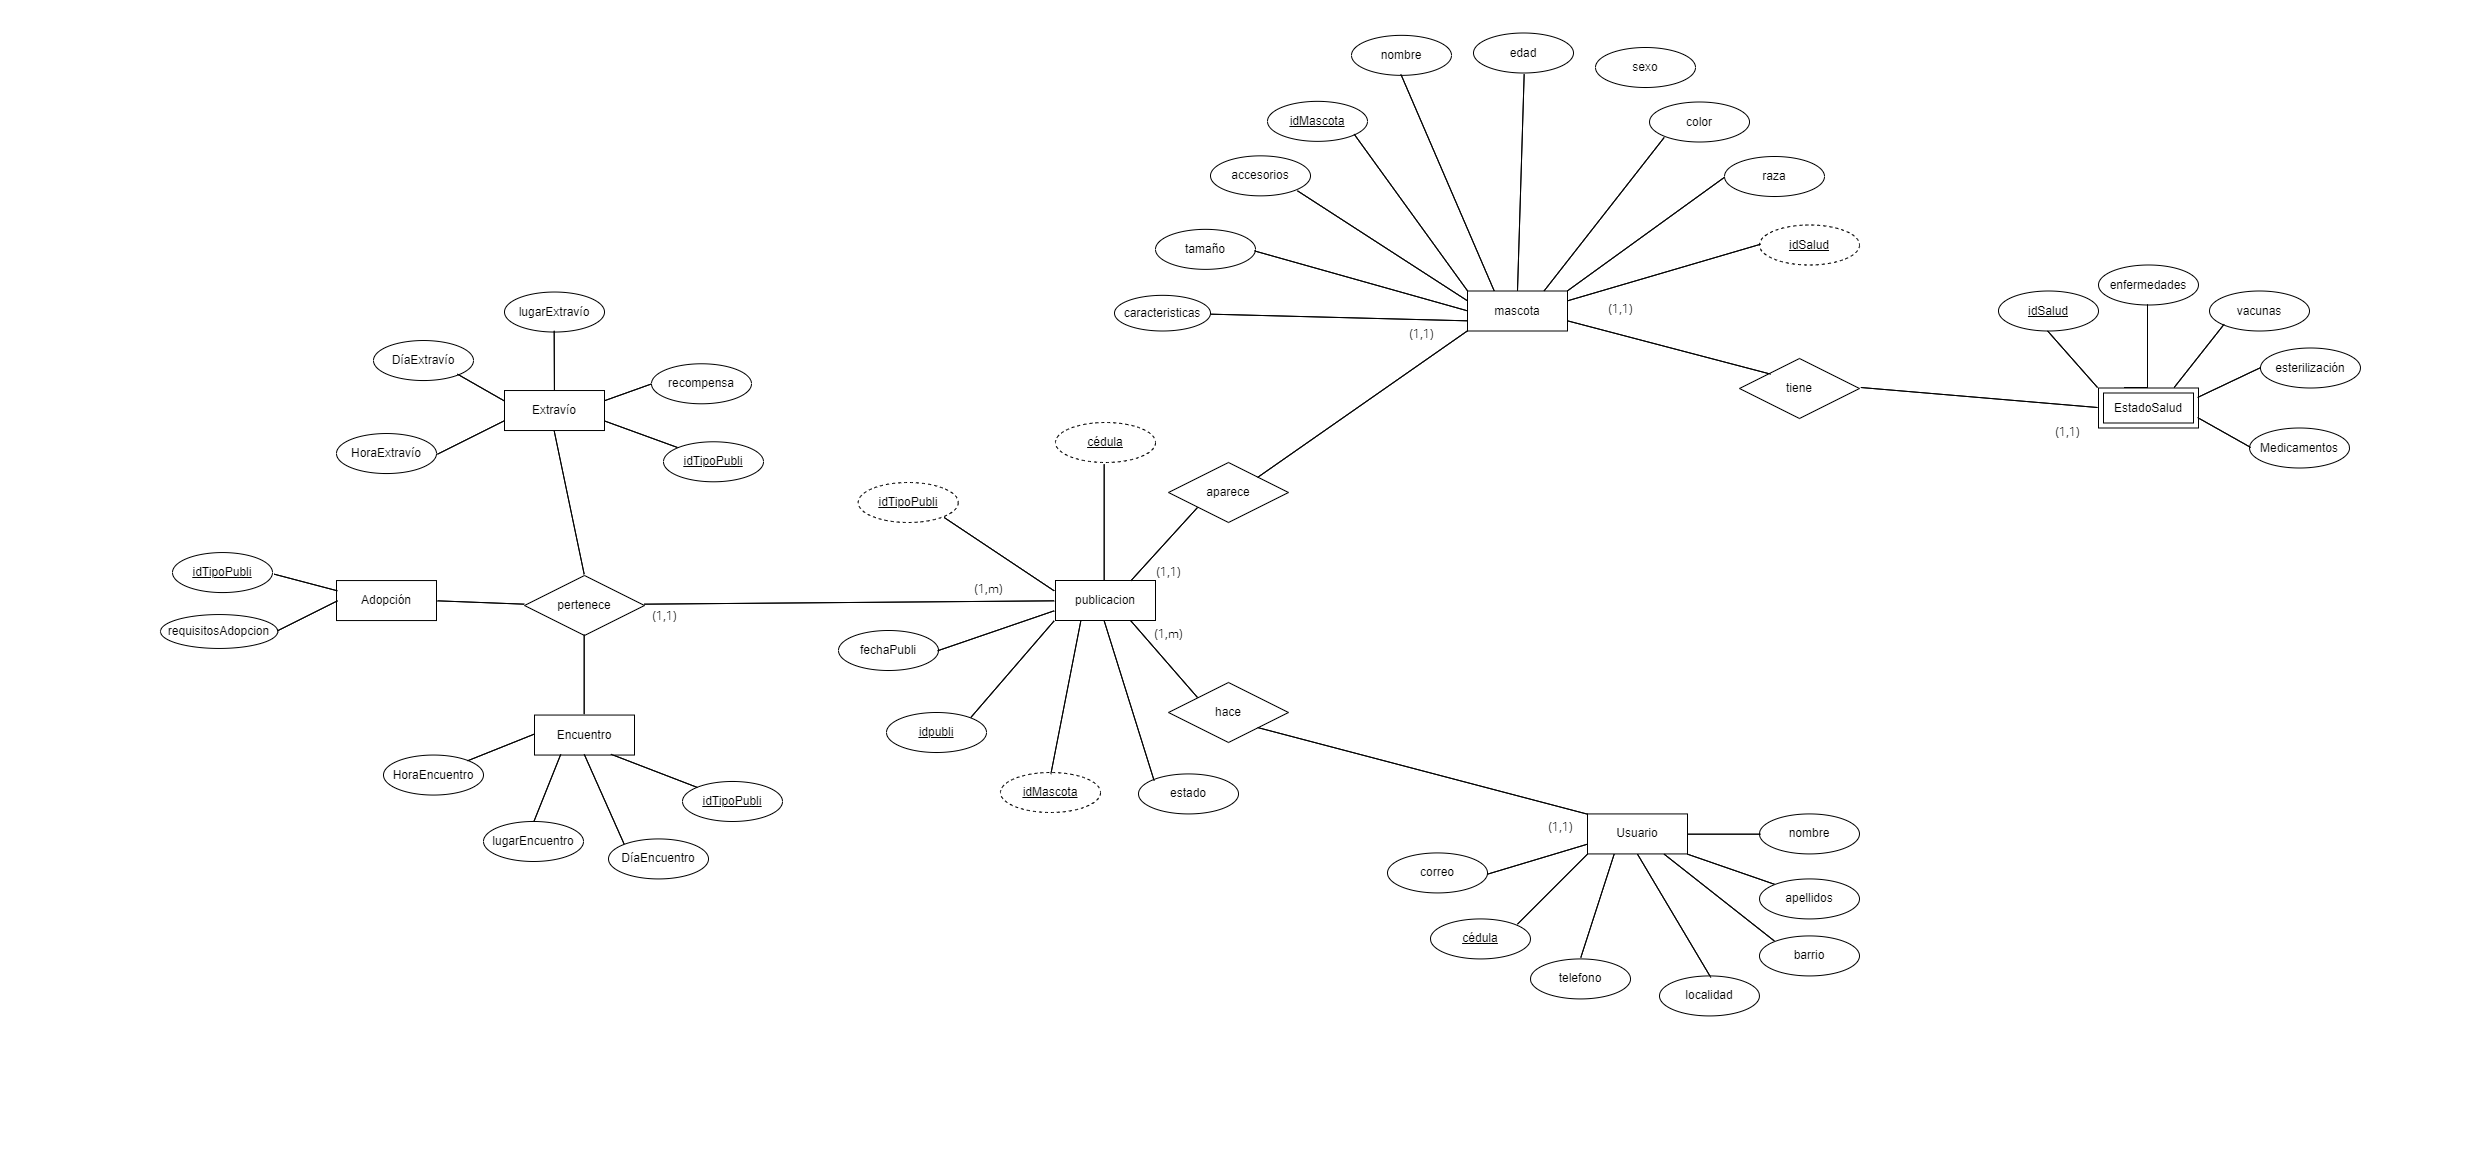 nombre
edad
sexo
idMascota
color
accesorios
raza
tamaño
idSalud
caracteristicas
mascota
(1,1)
(1,1)
tiene
idSalud
enfermedades
vacunas
esterilización
EstadoSalud
(1,1)
Medicamentos
lugarExtravío
DíaExtravío
recompensa
Extravío
HoraExtravío
idTipoPubli
cédula
idTipoPubli
aparece
idTipoPubli
Adopción
requisitosAdopcion
pertenece
(1,1)
(1,m)
publicacion
(1,1)
(1,m)
fechaPubli
idpubli
idMascota
estado
hace
Encuentro
HoraEncuentro
idTipoPubli
lugarEncuentro
DíaEncuentro
(1,1)
Usuario
nombre
correo
apellidos
cédula
barrio
telefono
localidad